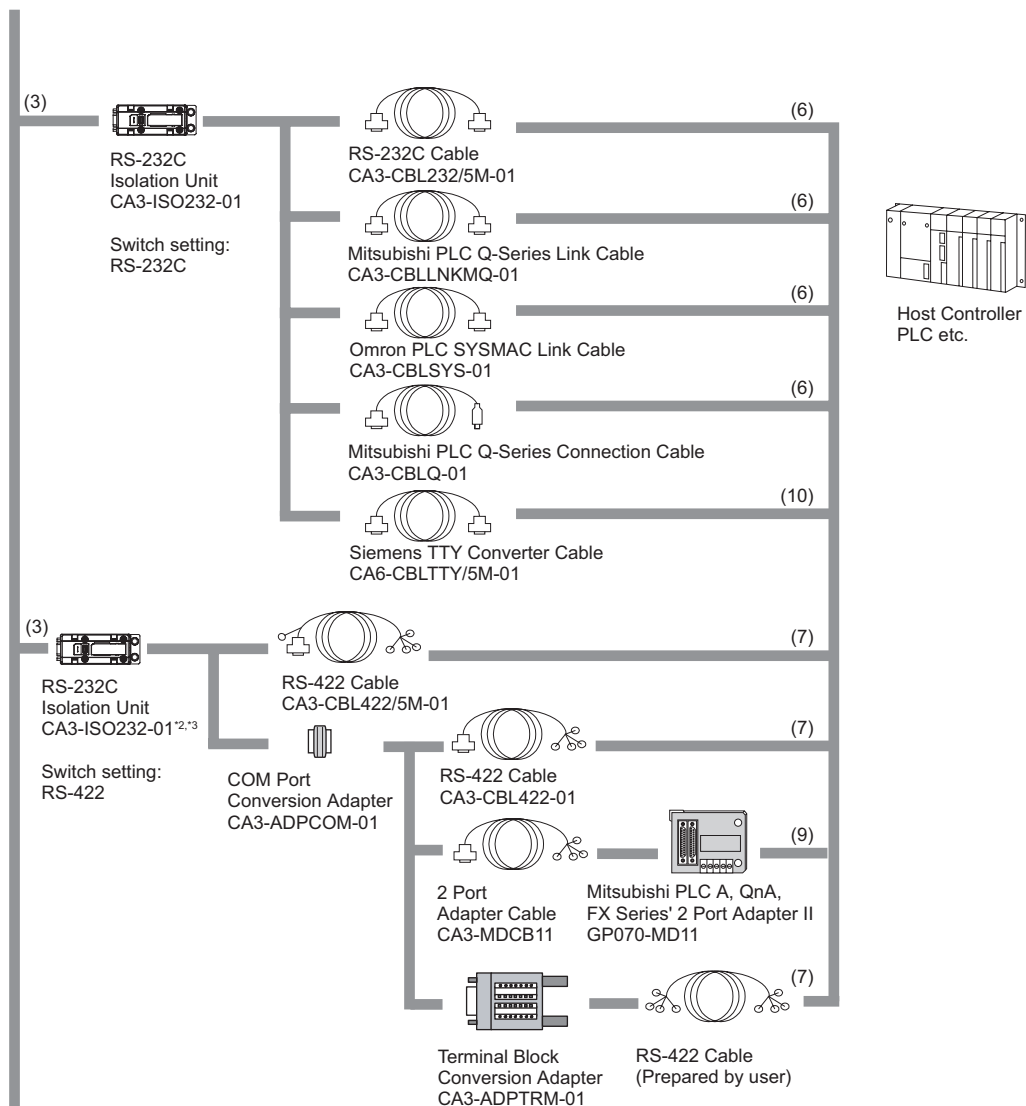 (3)
RS-232C
Isolation Unit
CA3-ISO232-01
Switch setting:
RS-232C
RS-232C Cable
CA3-CBL232/5M-01
(6)
Mitsubishi PLC Q-Series Link Cable
CA3-CBLLNKMQ-01
(6)
Omron PLC SYSMAC Link Cable
CA3-CBLSYS-01
(6)
Mitsubishi PLC Q-Series Connection Cable
CA3-CBLQ-01
(6)
Siemens TTY Converter Cable
CA6-CBLTTY/5M-01
(10)
Host Controller
PLC etc.
(3)
RS-232C
Isolation Unit
CA3-ISO232-01*2,*3
Switch setting:
RS-422
RS-422 Cable
CA3-CBL422/5M-01
(7)
COM Port
Conversion Adapter
CA3-ADPCOM-01
RS-422 Cable
CA3-CBL422-01
(7)
2 Port
Adapter Cable
CA3-MDCB11
Mitsubishi PLC A, QnA,
FX Series' 2 Port Adapter II
GP070-MD11
(9)
Terminal Block
Conversion Adapter
CA3-ADPTRM-01
RS-422 Cable
(Prepared by user)
(7)